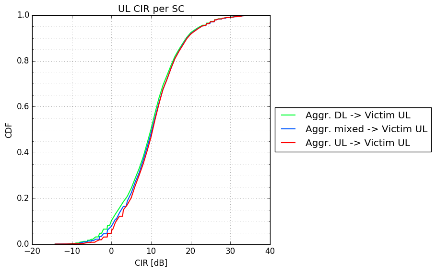 UL CIR per SC
1.0
0.8
0.6
0.4
0.2
0.0
CDF
−20
−10
0
10
20
30
40
CIR [dB]
Aggr. DL -> Victim UL
Aggr. mixed -> Victim UL
Aggr. UL -> Victim UL